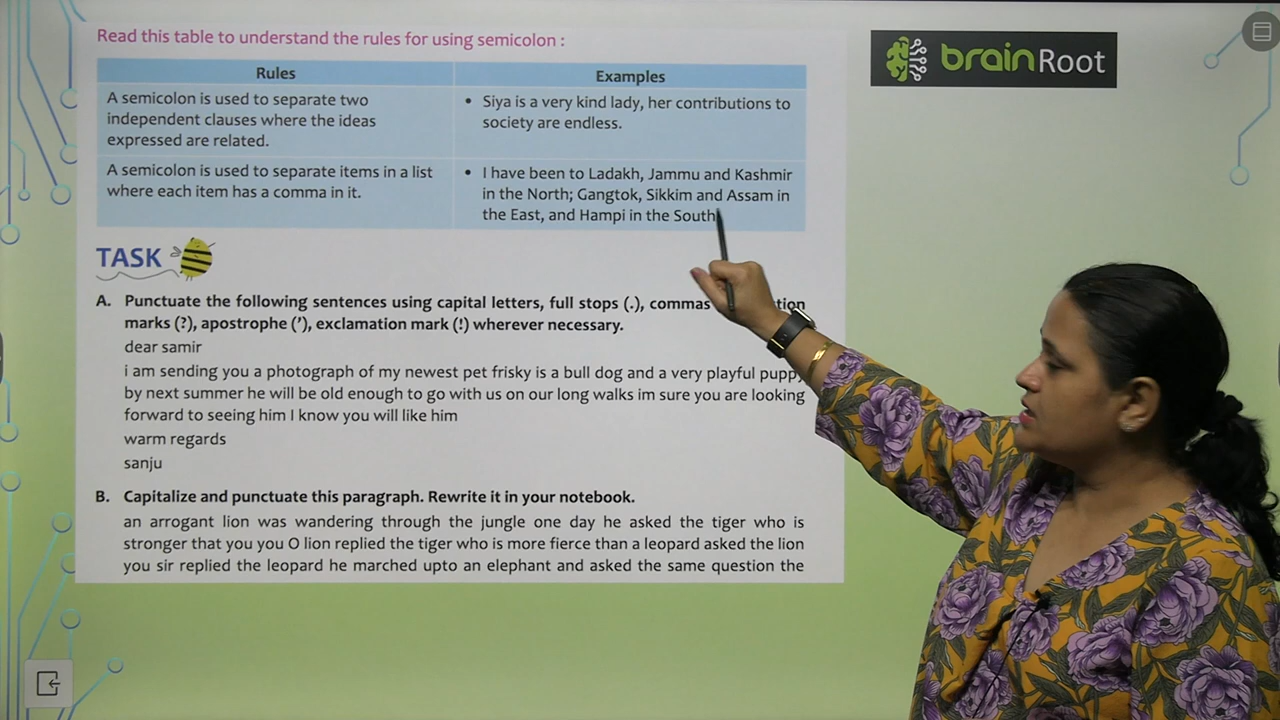 Read this table to understand the rules for using semicolon :
brainRoot
Rules
Examples
A semicolon is used to separate two
independent clauses where the ideas
expressed are related.
• Siya is a very kind lady, her contributions to
society are endless.
A semicolon is used to separate items in a list
where each item has a comma in it.
• I have been to Ladakh, Jammu and Kashmir
in the North; Gangtok, Sikkim and Assam in
the East, and Hampi in the South
TASK
A. Punctuate the following sentences using capital letters, full stops (.), commas
marks (?), apostrophe ('), exclamation mark (!) wherever necessary.
dear samir
i am sending you a photograph of my newest pet frisky is a bull dog and a very playful puppy
by next summer he will be old enough to go with us on our long walks im sure you are looking
forward to seeing him I know you will like him
warm regards
sanju
B. Capitalize and punctuate this paragraph. Rewrite it in your notebook.
an arrogant lion was wandering through the jungle one day he asked the tiger who is
stronger that you you O lion replied the tiger who is more fierce than a leopard asked the lion
you sir replied the leopard he marched upto an elephant and asked the same question the